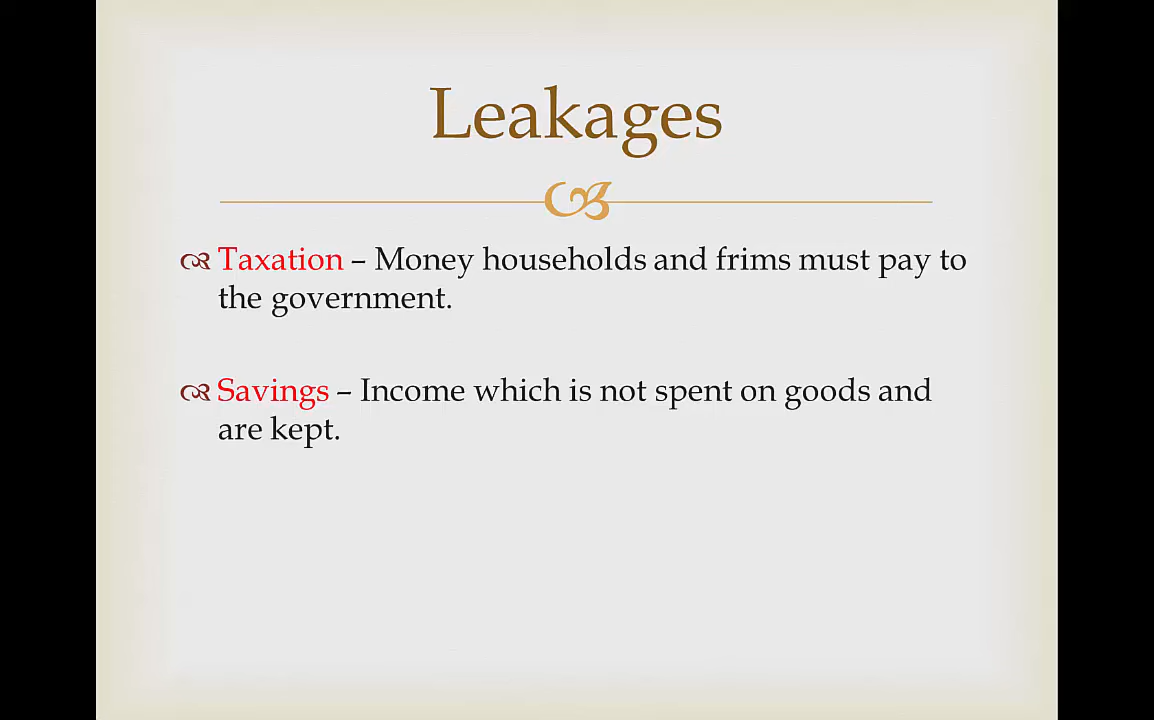 Leakages
Taxation – Money households and frims must pay to
the government.
Savings – Income which is not spent on goods and
are kept.